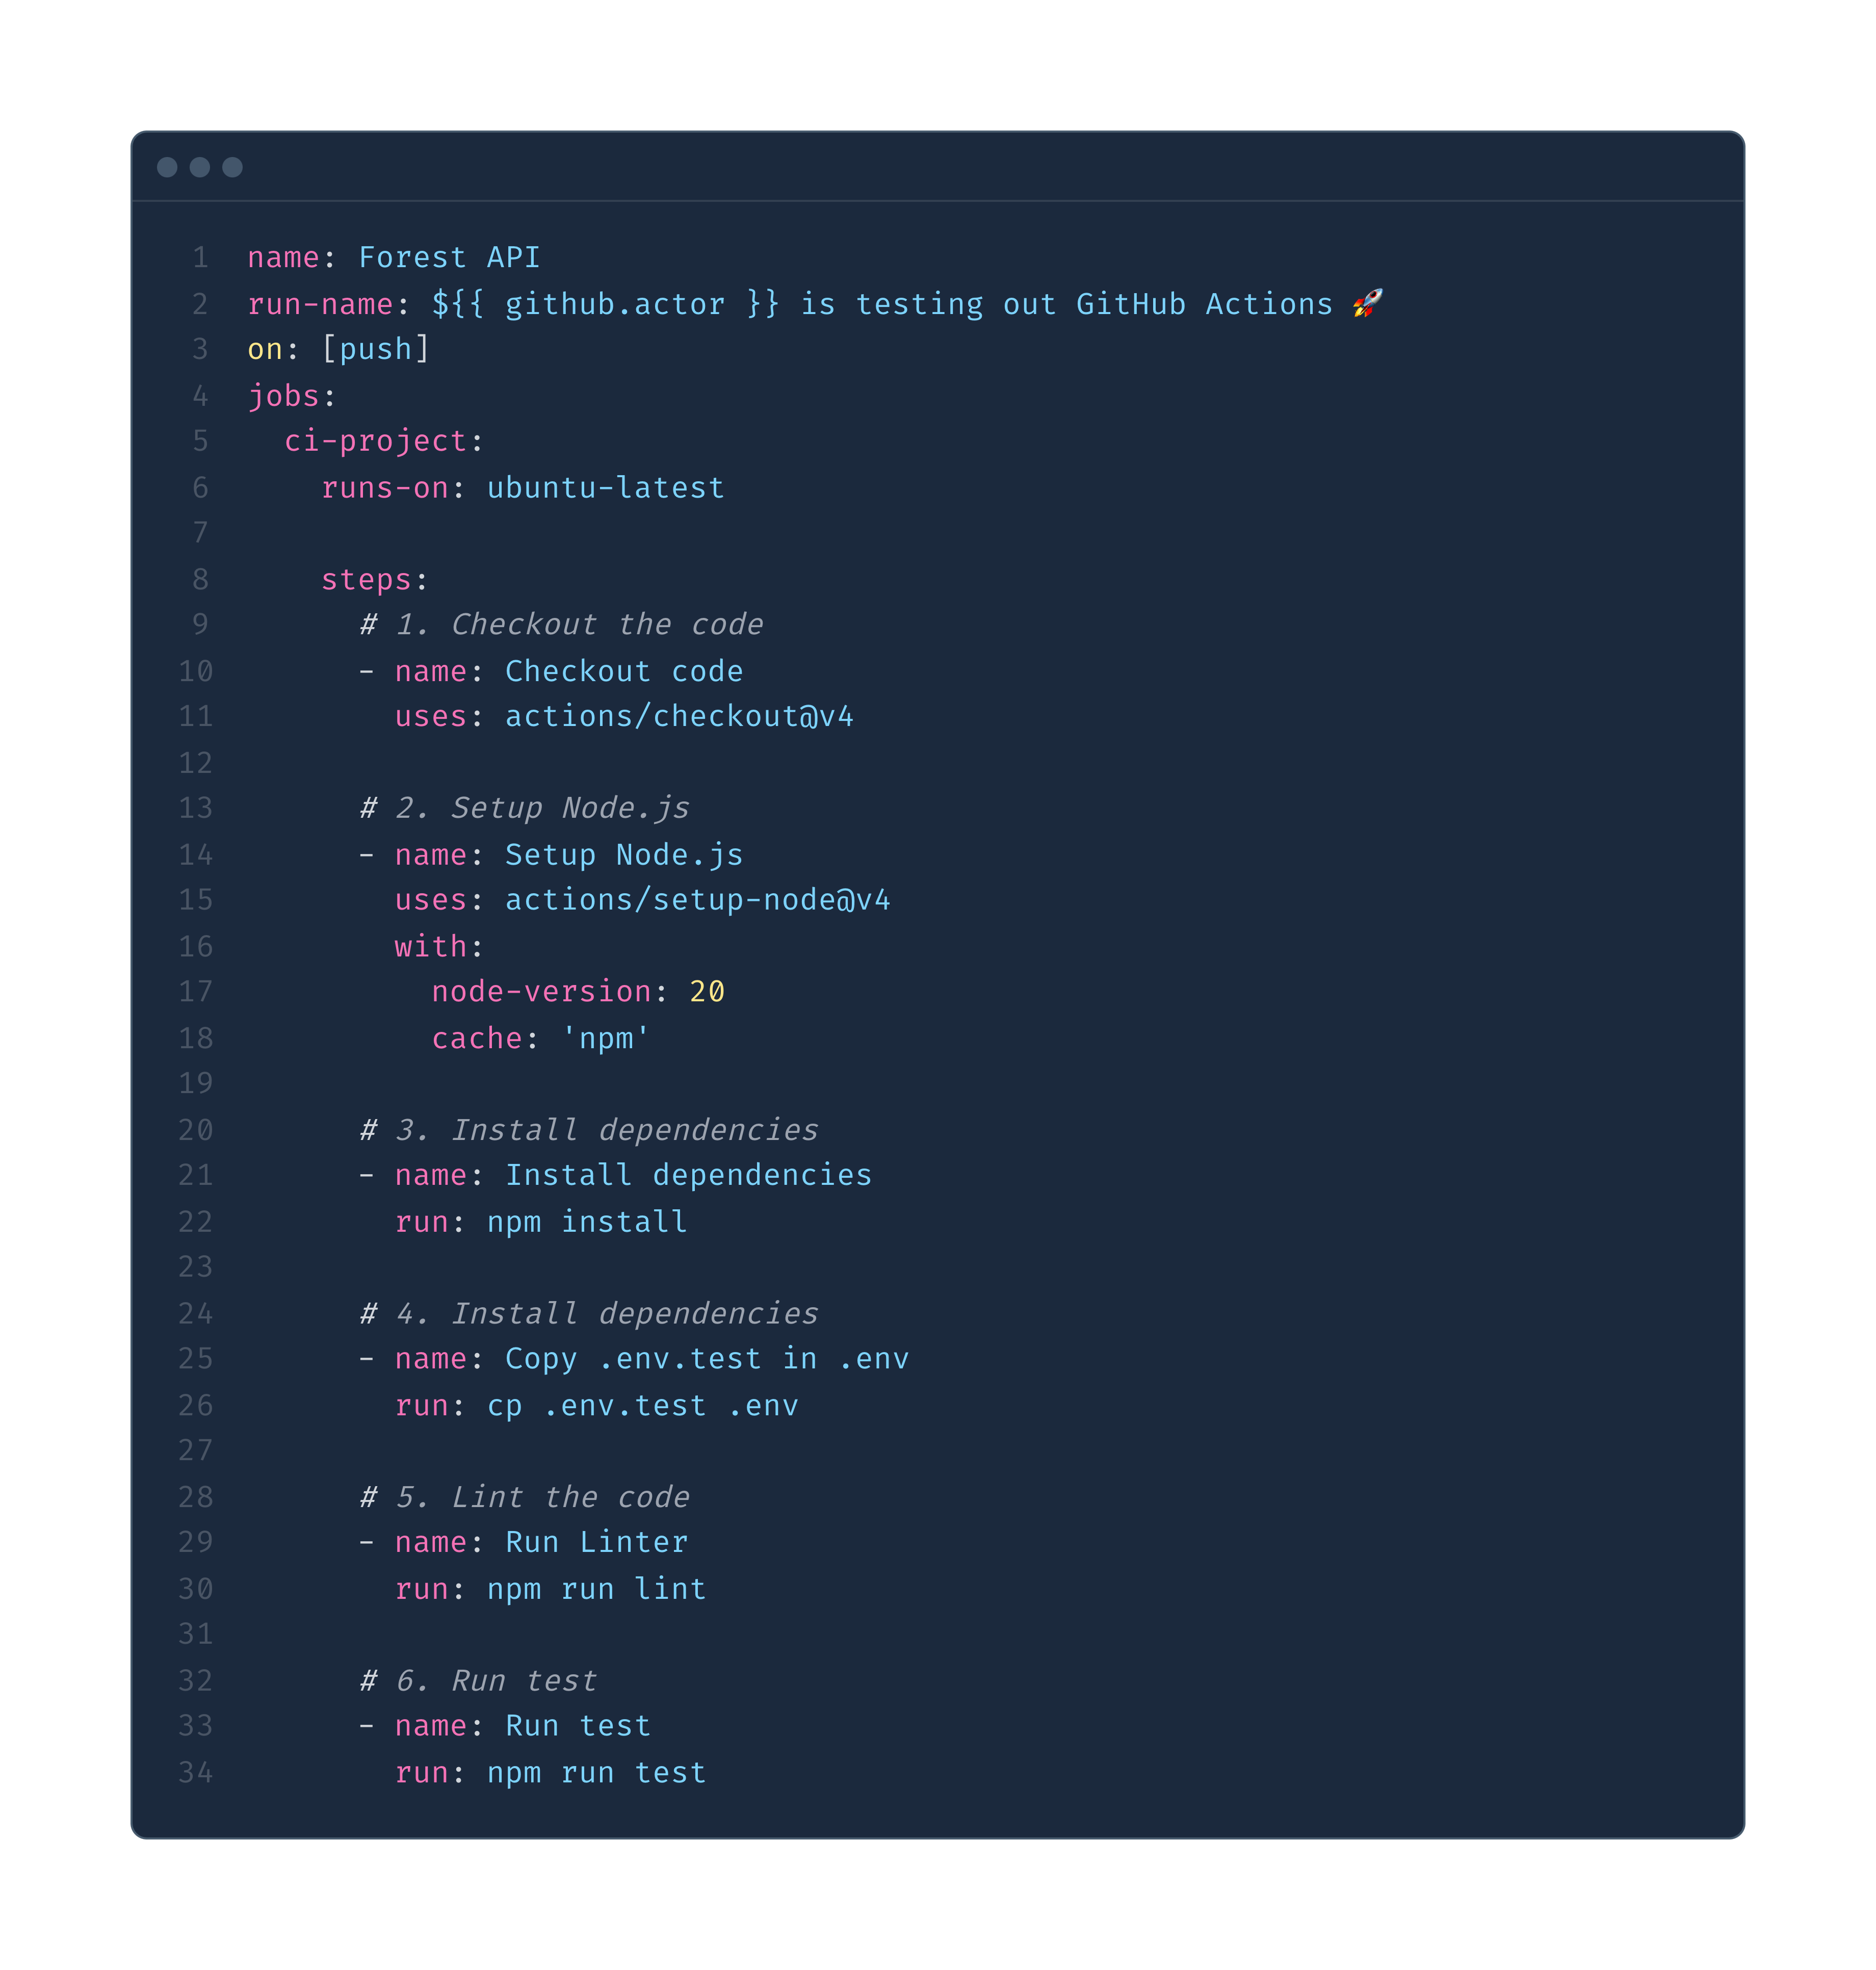 1 name: Forest API
2 run-name: ${{ github.actor }} is testing out GitHub Actions 🚀
3 on: [push]
4 jobs:
5   ci-project:
6     runs-on: ubuntu-latest
7
8     steps:
9       # 1. Checkout the code
10       - name: Checkout code
11         uses: actions/checkout@v4
12
13       # 2. Setup Node.js
14       - name: Setup Node.js
15         uses: actions/setup-node@v4
16         with:
17           node-version: 20
18           cache: 'npm'
19
20       # 3. Install dependencies
21       - name: Install dependencies
22         run: npm install
23
24       # 4. Install dependencies
25       - name: Copy .env.test in .env
26         run: cp .env.test .env
27
28       # 5. Lint the code
29       - name: Run Linter
30         run: npm run lint
31
32       # 6. Run test
33       - name: Run test
34         run: npm run test